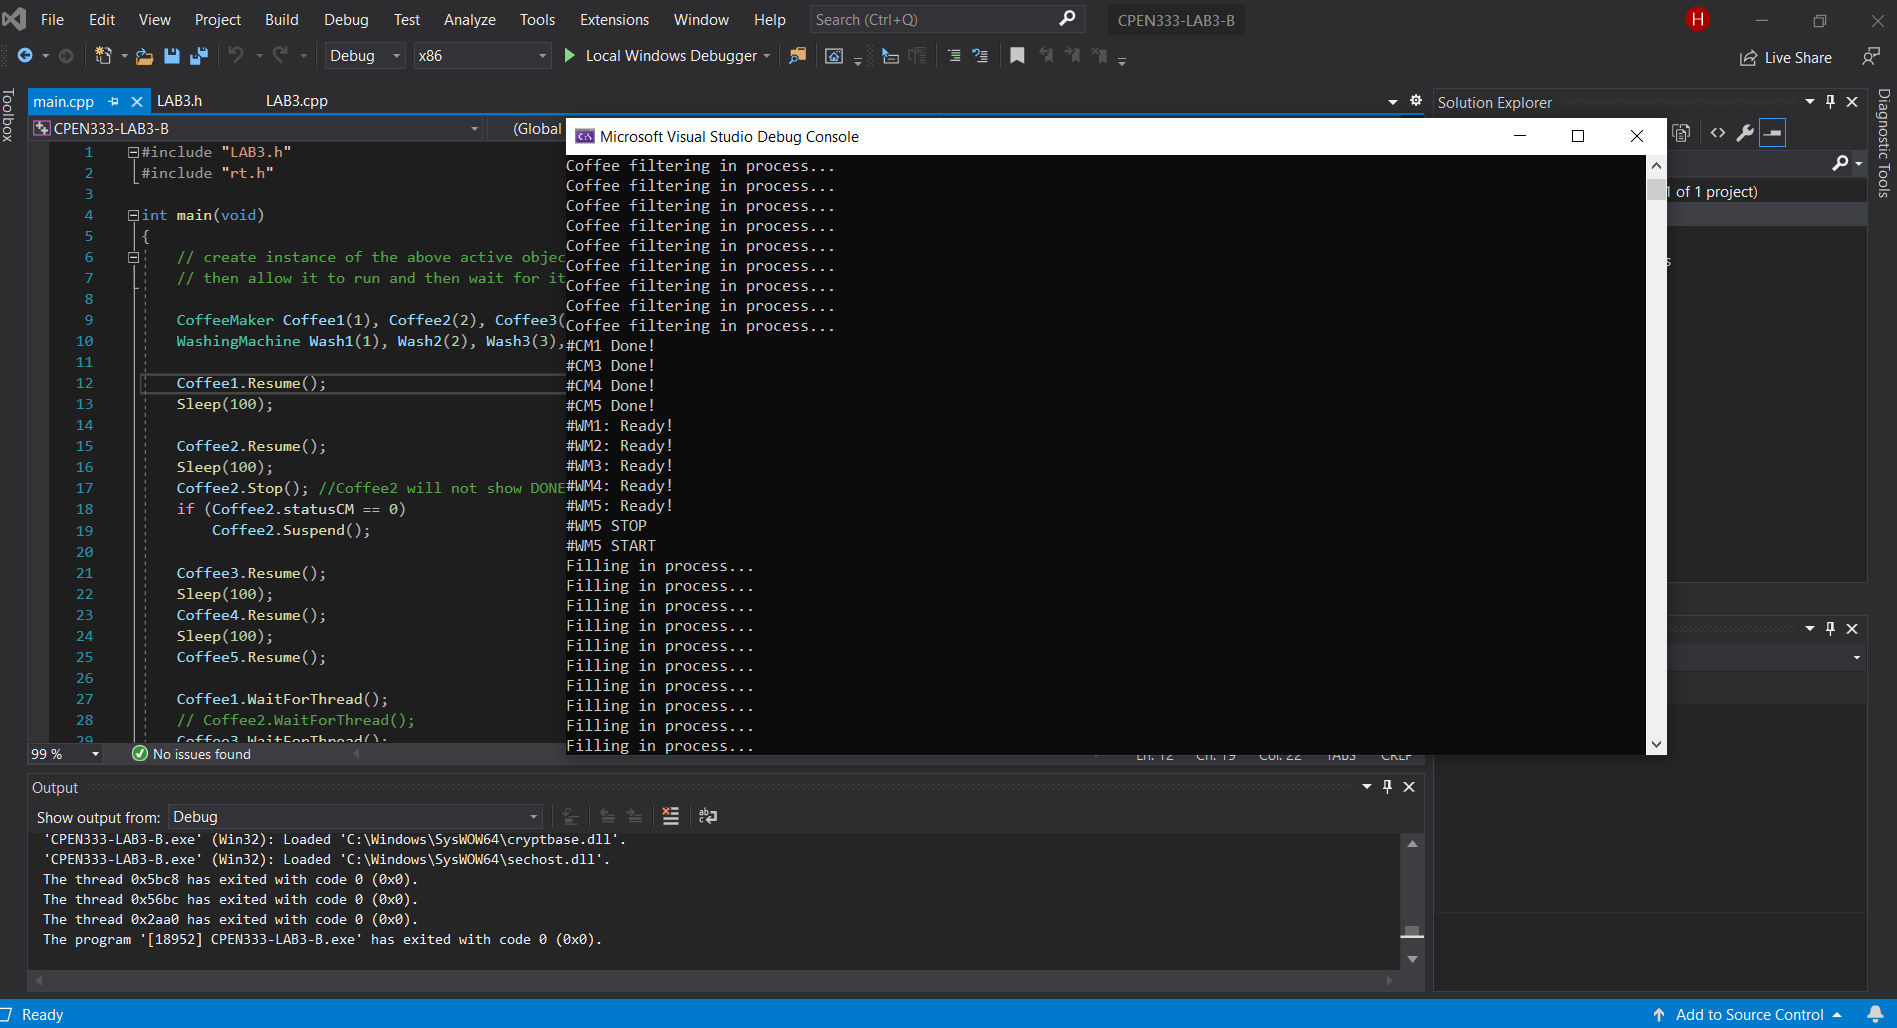 File Edit View Project Build Debug Test Analyze Tools Extensions Window Help Search (Ctrl+Q) CPEN333-LAB3-B H
Debug x86 Local Windows Debugger Live Share
Toolbox
main.cpp LAB3.h LAB3.cpp
CPEN333-LAB3-B (Global
1 #include "LAB3.h"
2 #include "rt.h"
3
4 int main(void)
5 {
6 // create instance of the above active objec
7 // then allow it to run and then wait for it
8
9 CoffeeMaker Coffee1(1), Coffee2(2), Coffee3(
10 WashingMachine Wash1(1), Wash2(2), Wash3(3),
11
12 Coffee1.Resume();
13 Sleep(100);
14
15 Coffee2.Resume();
16 Sleep(100);
17 Coffee2.Stop(); //Coffee2 will not show DONE
18 if (Coffee2.statusCM == 0)
19 Coffee2.Suspend();
20
21 Coffee3.Resume();
22 Sleep(100);
23 Coffee4.Resume();
24 Sleep(100);
25 Coffee5.Resume();
26
27 Coffee1.WaitForThread();
28 // Coffee2.WaitForThread();
29 Coffee3.WaitForThread();
99 % No issues found Ln: 12 Ch: 19 Col: 22 TABS CRLF
Microsoft Visual Studio Debug Console
Coffee filtering in process...
Coffee filtering in process...
Coffee filtering in process...
Coffee filtering in process...
Coffee filtering in process...
Coffee filtering in process...
Coffee filtering in process...
Coffee filtering in process...
Coffee filtering in process...
#CM1 Done!
#CM3 Done!
#CM4 Done!
#CM5 Done!
#WM1: Ready!
#WM2: Ready!
#WM3: Ready!
#WM4: Ready!
#WM5: Ready!
#WM5 STOP
#WM5 START
Filling in process...
Filling in process...
Filling in process...
Filling in process...
Filling in process...
Filling in process...
Filling in process...
Filling in process...
Filling in process...
Filling in process...
Solution Explorer
1 of 1 project)
s
Diagnostic Tools
Output
Show output from: Debug
'CPEN333-LAB3-B.exe' (Win32): Loaded 'C:\Windows\SysWOW64\cryptbase.dll'.
'CPEN333-LAB3-B.exe' (Win32): Loaded 'C:\Windows\SysWOW64\sechost.dll'.
The thread 0x5bc8 has exited with code 0 (0x0).
The thread 0x56bc has exited with code 0 (0x0).
The thread 0x2aa0 has exited with code 0 (0x0).
The program '[18952] CPEN333-LAB3-B.exe' has exited with code 0 (0x0).
Ready Add to Source Control